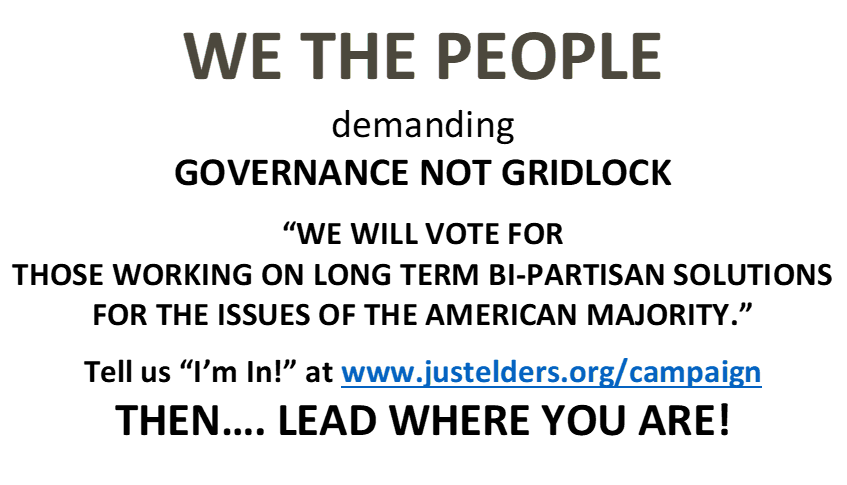 WE THE PEOPLE
demanding
GOVERNANCE NOT GRIDLOCK
“WE WILL VOTE FOR
THOSE WORKING ON LONG TERM BI-PARTISAN SOLUTIONS
FOR THE ISSUES OF THE AMERICAN MAJORITY.”
Tell us “I’m In!” at www.justelders.org/campaign
THEN…. LEAD WHERE YOU ARE!